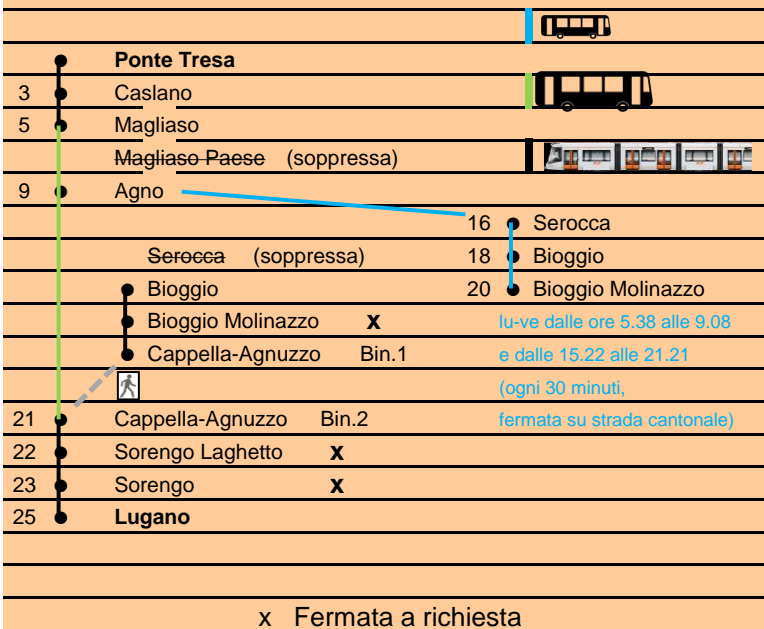 Ponte Tresa
3 Caslano
5 Magliaso
Magliaso Paese (soppressa)
9 Agno
16 Serocca
Serocca (soppressa) 18 Bioggio
Bioggio 20 Bioggio Molinazzo
Bioggio Molinazzo x lu-ve dalle ore 5.38 alle 9.08
Cappella-Agnuzzo Bin.1 e dalle 15.22 alle 21.21
(ogni 30 minuti,
21 Cappella-Agnuzzo Bin.2 fermata su strada cantonale)
22 Sorengo Laghetto x
23 Sorengo x
25 Lugano
x Fermata a richiesta